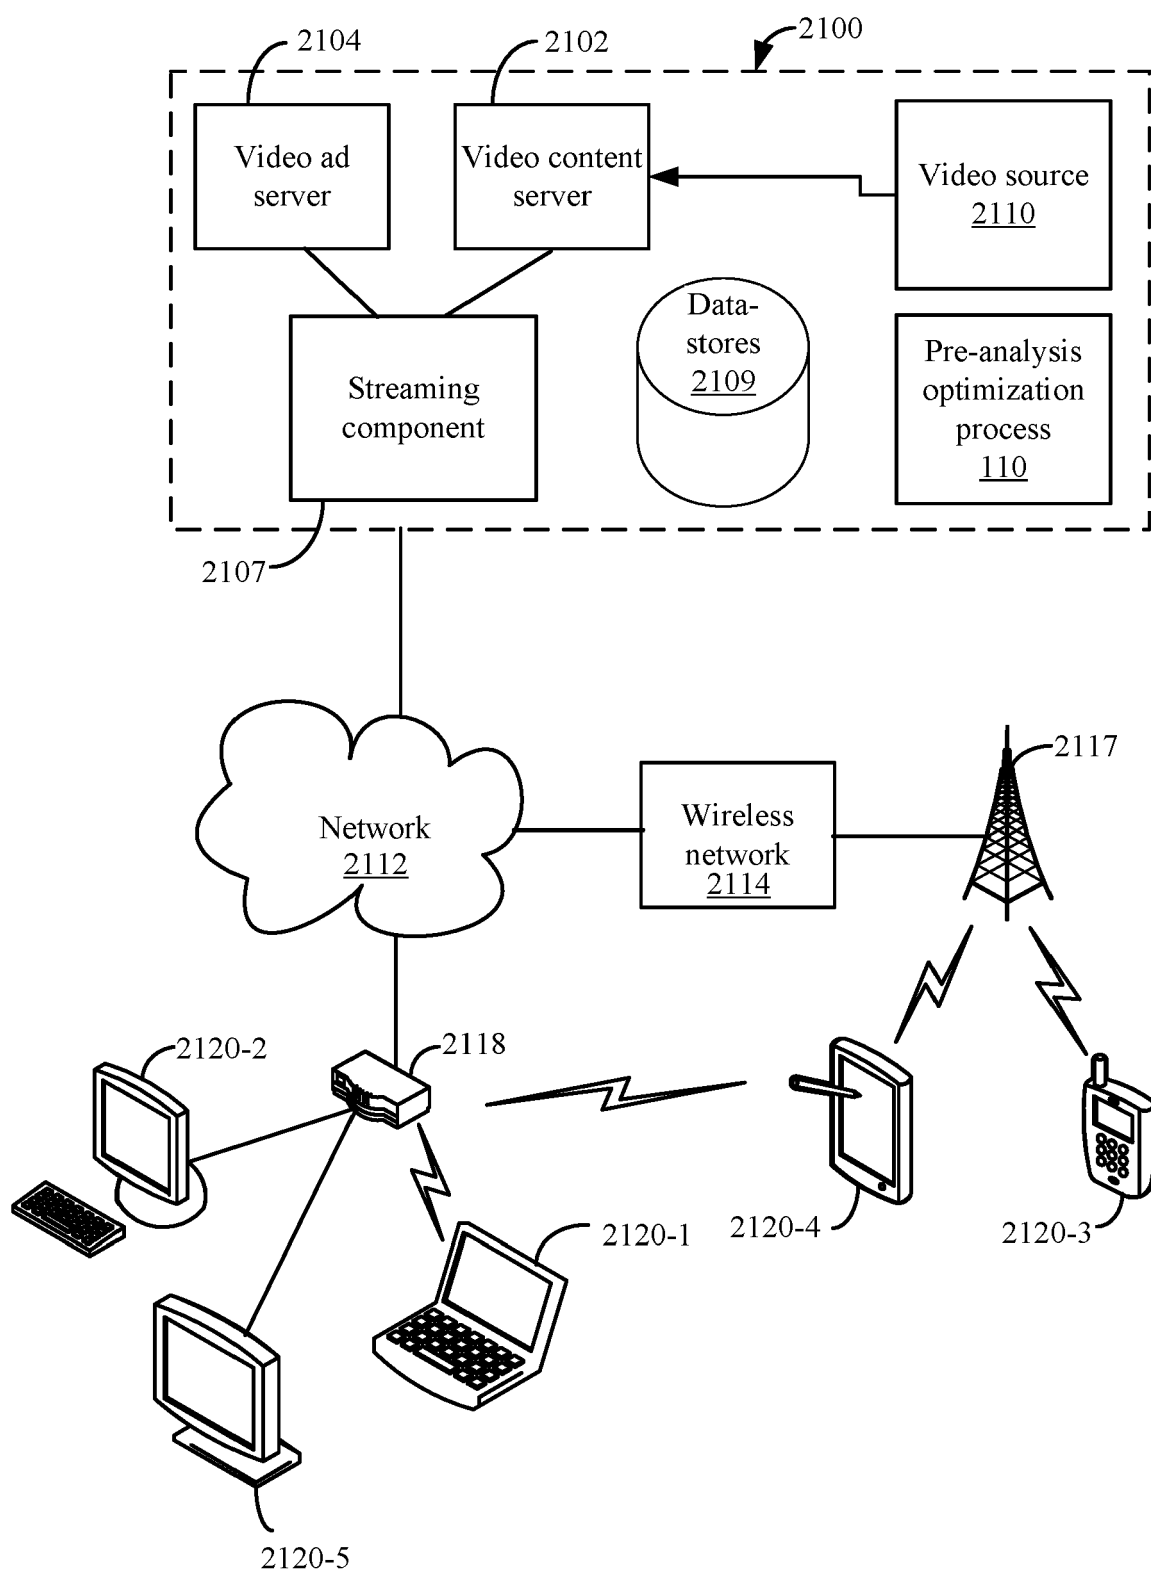 2100
2104
2102
Video ad
server
Video content
server
Video source
2110
Data-
stores
2109
Pre-analysis
optimization
process
110
Streaming
component
2107
2117
Network
2112
Wireless
network
2114
2120-2
2118
2120-1
2120-4
2120-3
2120-5